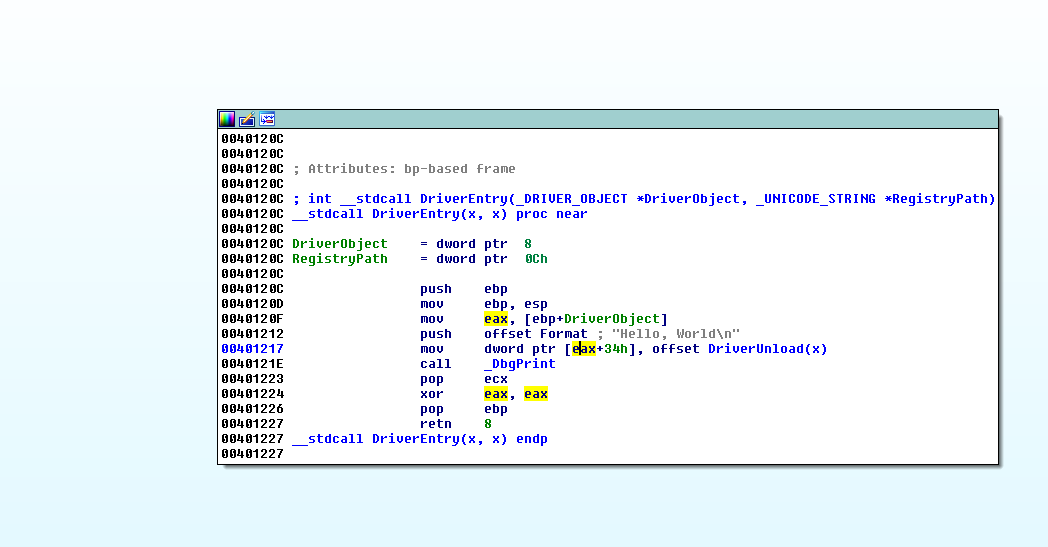 0040120C
0040120C
0040120C ; Attributes: bp-based frame
0040120C
0040120C ; int __stdcall DriverEntry(_DRIVER_OBJECT *DriverObject, _UNICODE_STRING *RegistryPath)
0040120C __stdcall DriverEntry(x, x) proc near
0040120C
0040120C DriverObject    = dword ptr  8
0040120C RegistryPath    = dword ptr  0Ch
0040120C
0040120C                 push    ebp
0040120D                 mov     ebp, esp
0040120F                 mov     eax, [ebp+DriverObject]
00401212                 push    offset Format ; "Hello, World\n"
00401217                 mov     dword ptr [eax+34h], offset DriverUnload(x)
0040121E                 call    _DbgPrint
00401223                 pop     ecx
00401224                 xor     eax, eax
00401226                 pop     ebp
00401227                 retn    8
00401227 __stdcall DriverEntry(x, x) endp
00401227